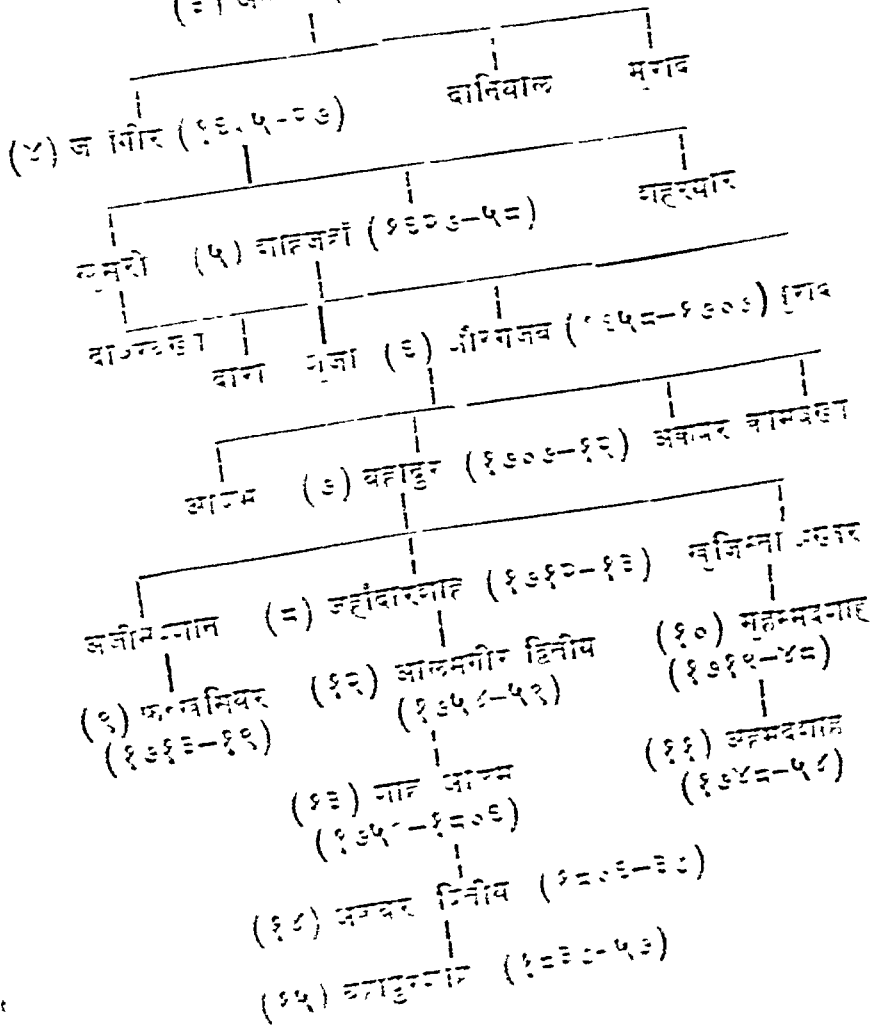 (३)
दानियाल मुराद
(४) जहाँगीर (१६०५-२७)
शहरयार
खुसरो (५) शाहजहाँ (१६२७-५८)
दारा शुजा (६) औरंगजेब (१६५८-१७०७) मुराद
(७) बहादुर (१७०७-१२) अकबर कामबख्श
आजम
खुजिस्ता अख्तर
(८) जहाँदारशाह (१७१२-१३)
(१०) मुहम्मदशाह
(१२) आलमगीर द्वितीय
(१७१९-४८)
(९) फर्रुखसियर
(१७५४-५९)
(१७१३-१९)
(११) अहमदशाह
(१७४८-५४)
(१३) शाह आलम
(१७५९-१८०६)
(१४) अकबर द्वितीय (१८०६-३७)
(१५) बहादुरशाह (१८३७-५७)